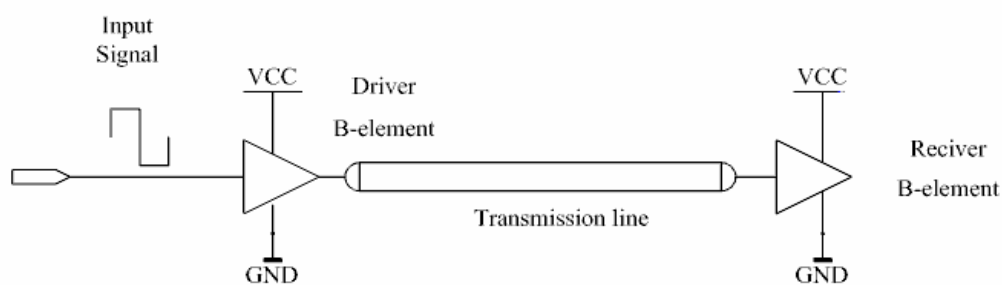 Input
Signal
VCC
Driver
B-element
VCC
Reciver
B-element
Transmission line
GND
GND